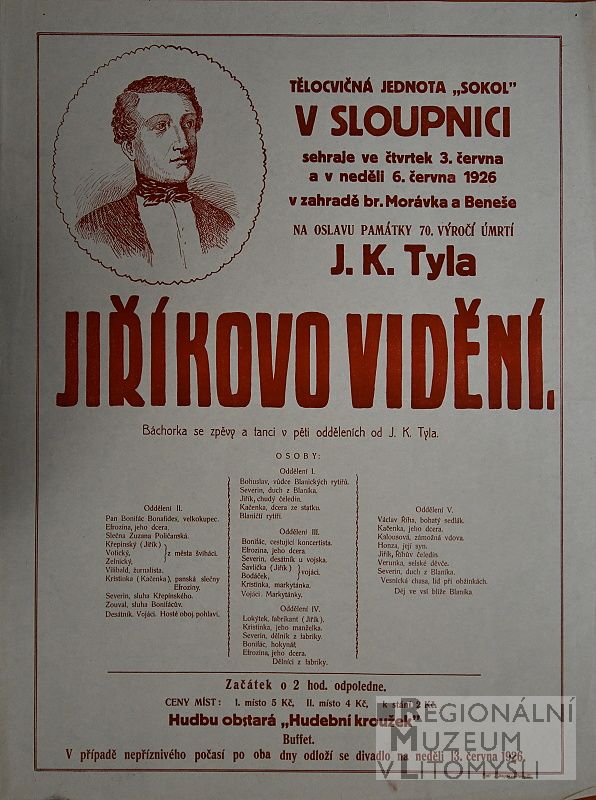 TĚLOCVIČNÁ JEDNOTA „SOKOL"
V SLOUPNICI
sehraje ve čtvrtek 3. června
a v neděli 6. června 1926
v zahradě br. Morávka a Beneše
NA OSLAVU PAMÁTKY 70. VÝROČÍ ÚMRTÍ
J. K. Tyla
JIŘÍKOVO VIDĚNÍ.
Báchorka se zpěvy a tanci v pěti odděleních od J. K. Tyla.
OSOBY:
Oddělení I.
Bohuslav, vůdce Blanických rytířů.
Severin, duch z Blaníka.
Jiřík, chudý čeledín.
Kačenka, dcera ze statku.
Blaničtí rytíři.
Oddělení II.
Pan Bonifác Bonafides, velkokupec.
Efrozina, jeho dcera.
Slečna Zuzana Poličanská.
Křepinský (Jiřík)
Votický,
Zelnický,
z města šviháci.
Vilibald, žurnalista.
Kristinka (Kačenka), panská slečny
Efroziny.
Severin, sluha Křepinského.
Zouval, sluha Bonifácův.
Desátník. Vojáci. Hosté oboj. pohlaví.
Oddělení III.
Bonifác, cestující koncertista.
Efrozina, jeho dcera.
Severin, desátník u vojska.
Šavlička (Jiřík)
Bodáček,
vojáci.
Kristinka, markytánka.
Vojáci. Markytánky.
Oddělení IV.
Lokýtek, fabrikant (Jiřík).
Kristinka, jeho manželka.
Severin, dělník z fabriky.
Bonifác, hokynář.
Efrozina, jeho dcera.
Dělníci z fabriky.
Oddělení V.
Václav Říha, bohatý sedlák.
Kačenka, jeho dcera.
Kalousová, zámožná vdova.
Honza, její syn.
Jiřík, Říhův čeledín.
Verunka, selské děvče.
Severin, duch z Blaníka.
Vesnická chasa, lid při obžinkách.
Děj ve vsi blíže Blaníka.
Začátek o 2 hod. odpoledne.
CENY MÍST: I. místo 5 Kč, II. místo 4 Kč, k stání 2 Kč.
Hudbu obstará „Hudební kroužek"
Buffet.
V případě nepříznivého počasí po oba dny odloží se divadlo na neděli 13. června 1926.
REGIONÁLNÍ
MUZEUM
V LITOMYŠLI